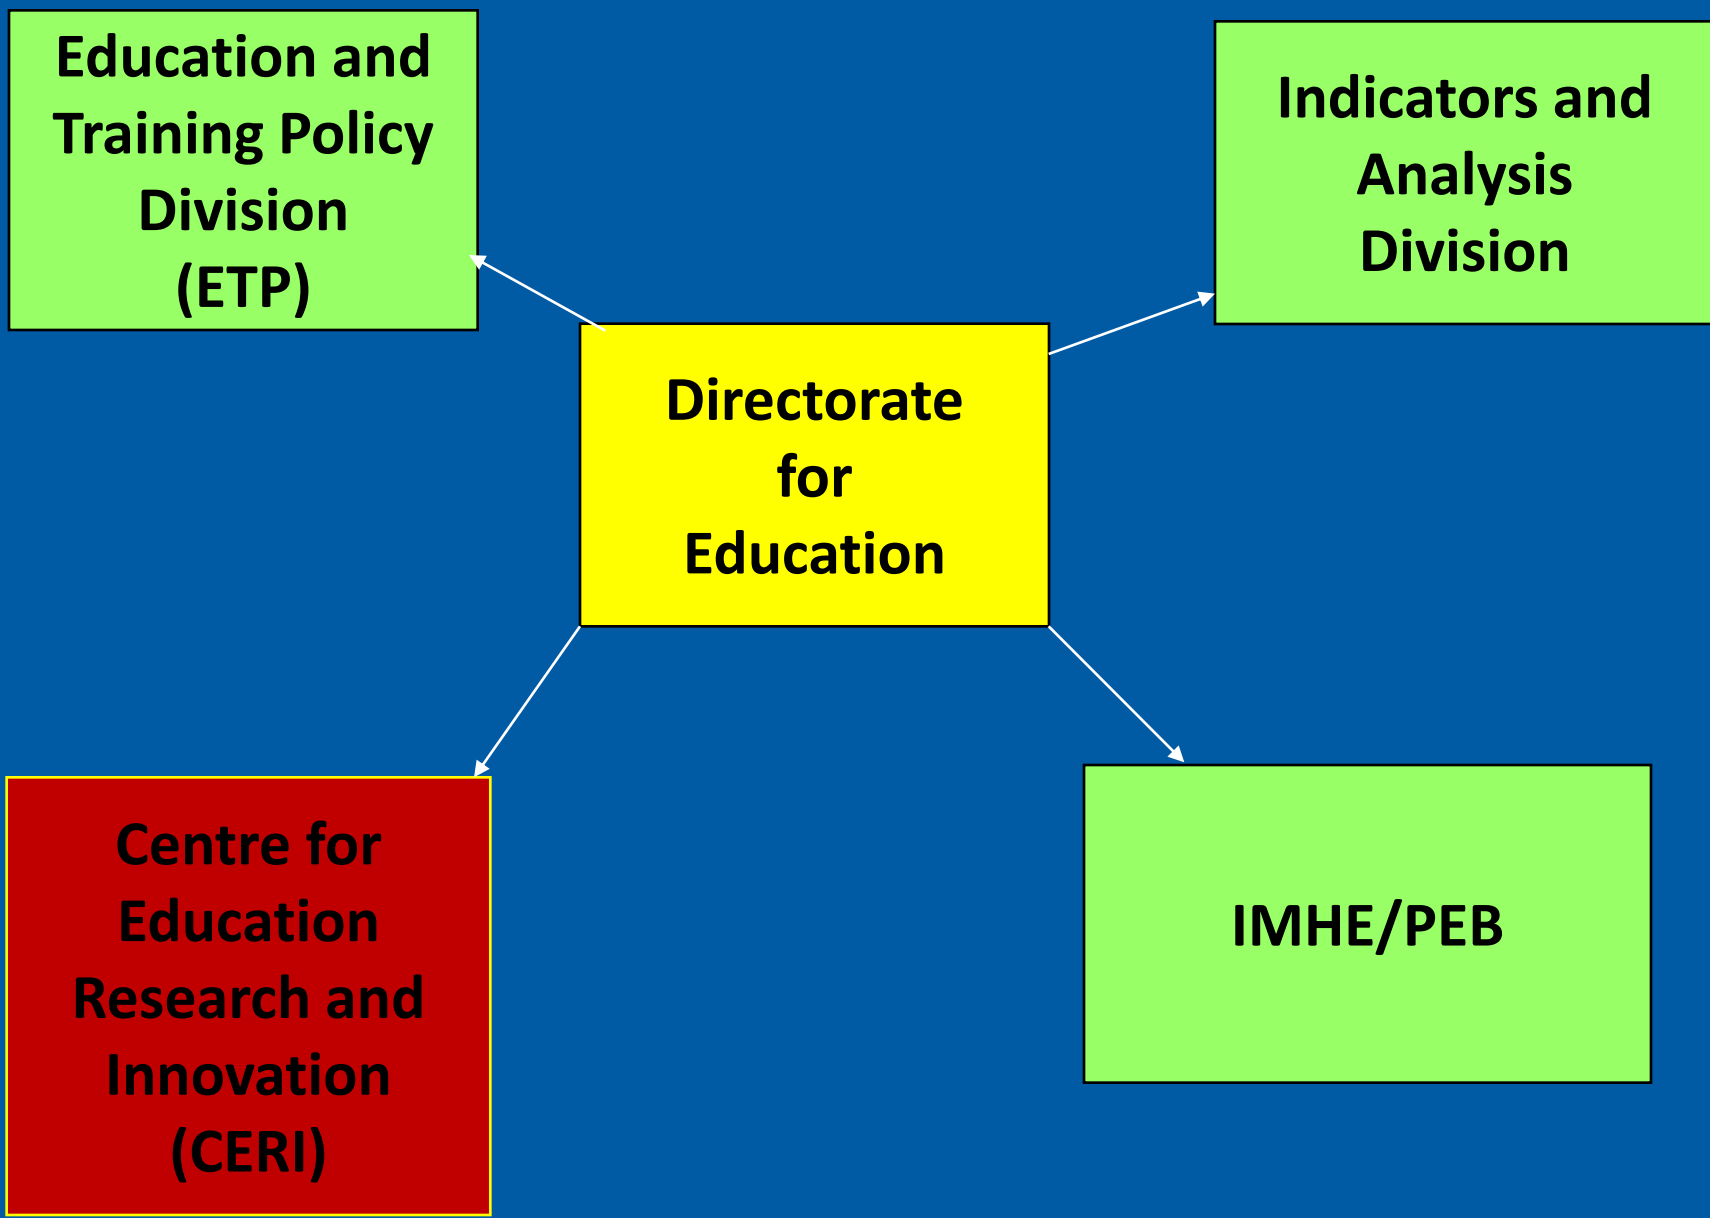 Education and
Training Policy
Division
(ETP)
Indicators and
Analysis
Division
Directorate
for
Education
Centre for
Education
Research and
Innovation
(CERI)
IMHE/PEB